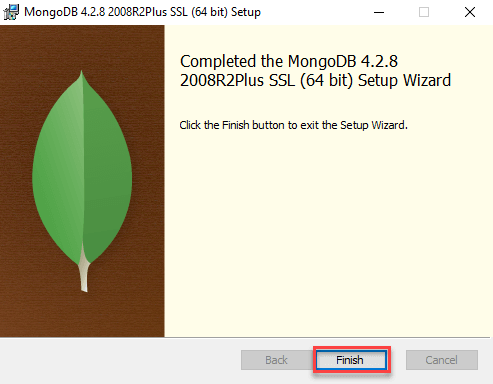 MongoDB 4.2.8 2008R2Plus SSL (64 bit) Setup
Completed the MongoDB 4.2.8
2008R2Plus SSL (64 bit) Setup Wizard
Click the Finish button to exit the Setup Wizard.
Back
Finish
Cancel